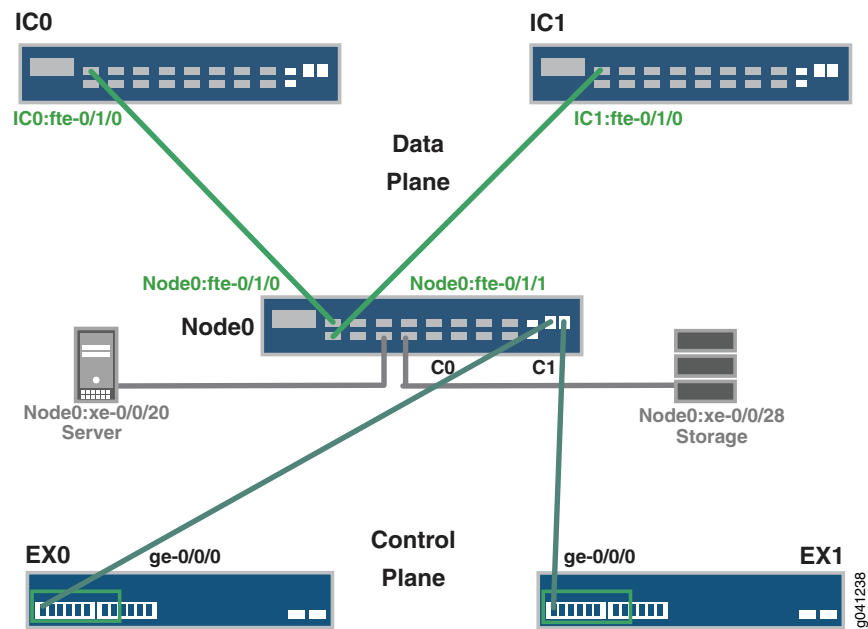 IC0
IC1
IC0:fte-0/1/0
IC1:fte-0/1/0
Data
Plane
Node0:fte-0/1/0
Node0:fte-0/1/1
Node0
C0
C1
Node0:xe-0/0/20
Server
Node0:xe-0/0/28
Storage
Control
Plane
EX0
ge-0/0/0
ge-0/0/0
EX1
g041238